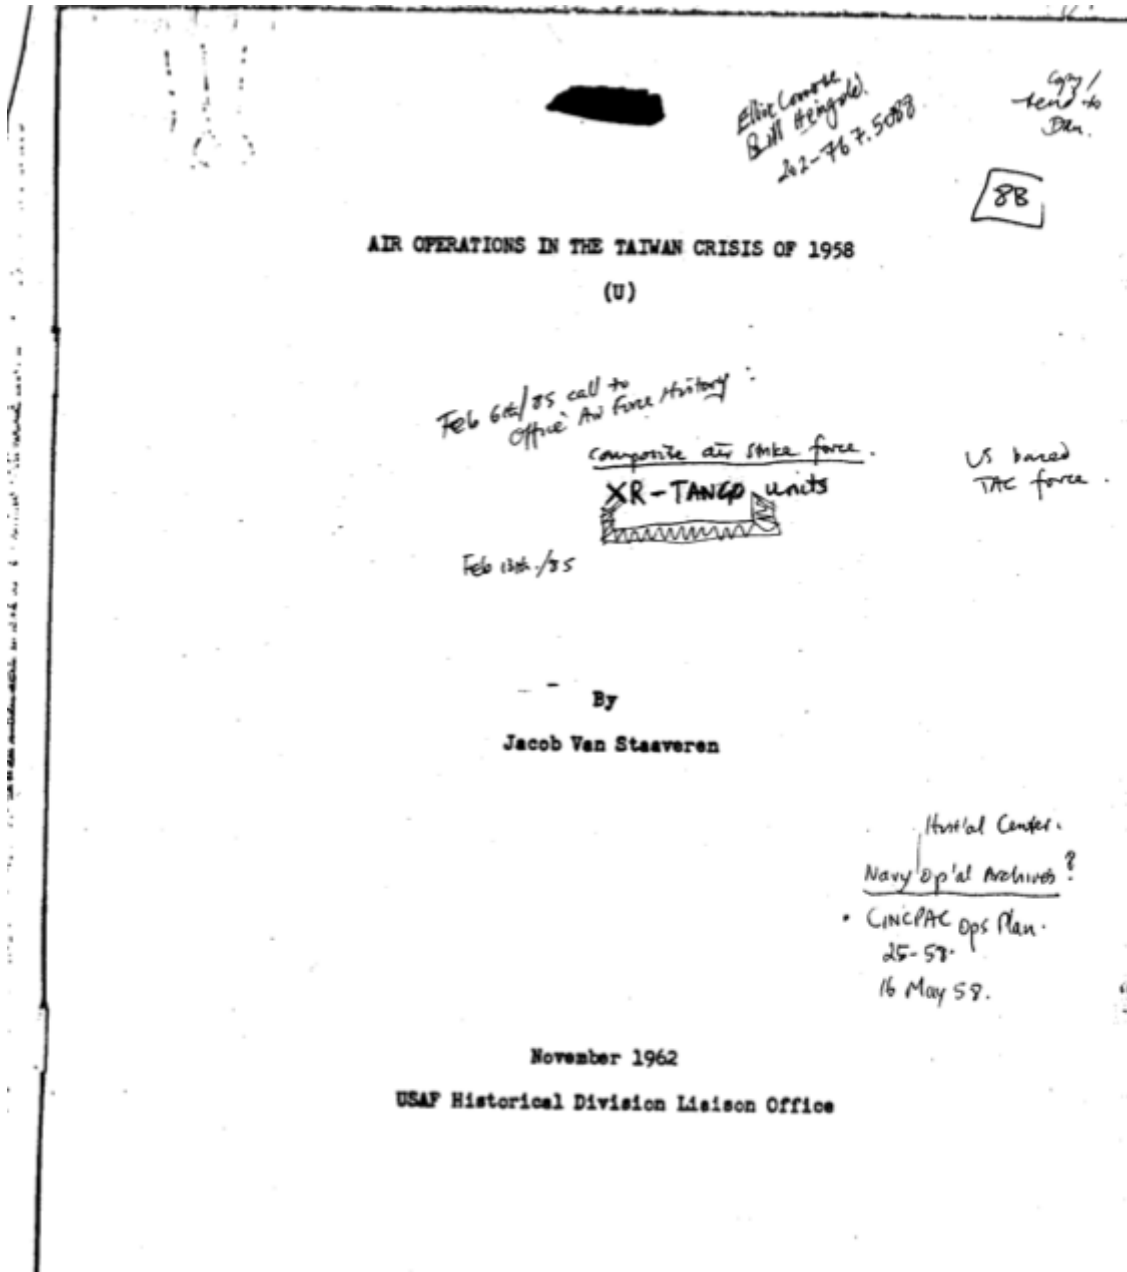 Copy /
send to
Dan.
Bill Heingold.
202-767.5088
8B
AIR OPERATIONS IN THE TAIWAN CRISIS OF 1958
(U)
Feb 6th/85 call to
Office Air Force History :
composite air strike force.
XR-TANGO units
US based
TAC force.
Feb 13th./85
By
Jacob Van Staaveren
Hist'al Center.
Navy Op'al Archives ?
• CINCPAC Ops Plan.
25-58.
16 May 58.
November 1962
USAF Historical Division Liaison Office